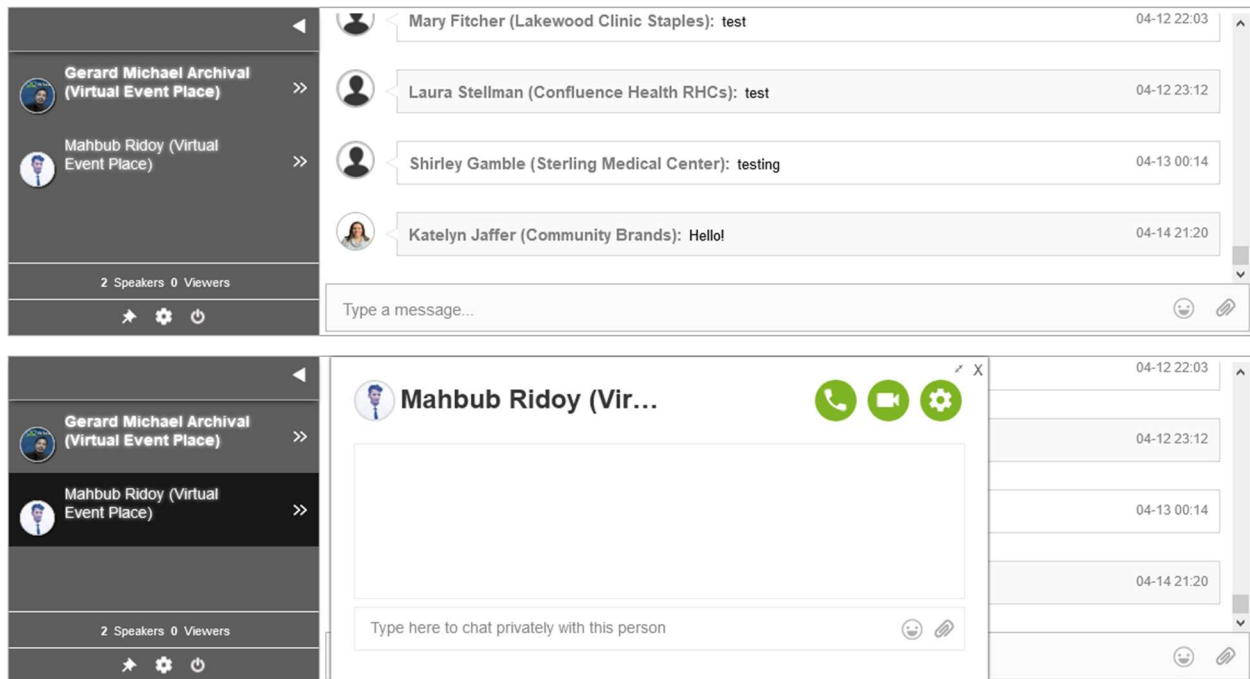 Mary Fitcher (Lakewood Clinic Staples): test 04-12 22:03
Gerard Michael Archival
(Virtual Event Place)
Laura Stellman (Confluence Health RHCs): test 04-12 23:12
Mahbub Ridoy (Virtual
Event Place)
Shirley Gamble (Sterling Medical Center): testing 04-13 00:14
Katelyn Jaffer (Community Brands): Hello! 04-14 21:20
2 Speakers 0 Viewers
Type a message...
04-12 22:03
Mahbub Ridoy (Vir...
X
Gerard Michael Archival
(Virtual Event Place)
04-12 23:12
Mahbub Ridoy (Virtual
Event Place)
04-13 00:14
04-14 21:20
2 Speakers 0 Viewers
Type here to chat privately with this person